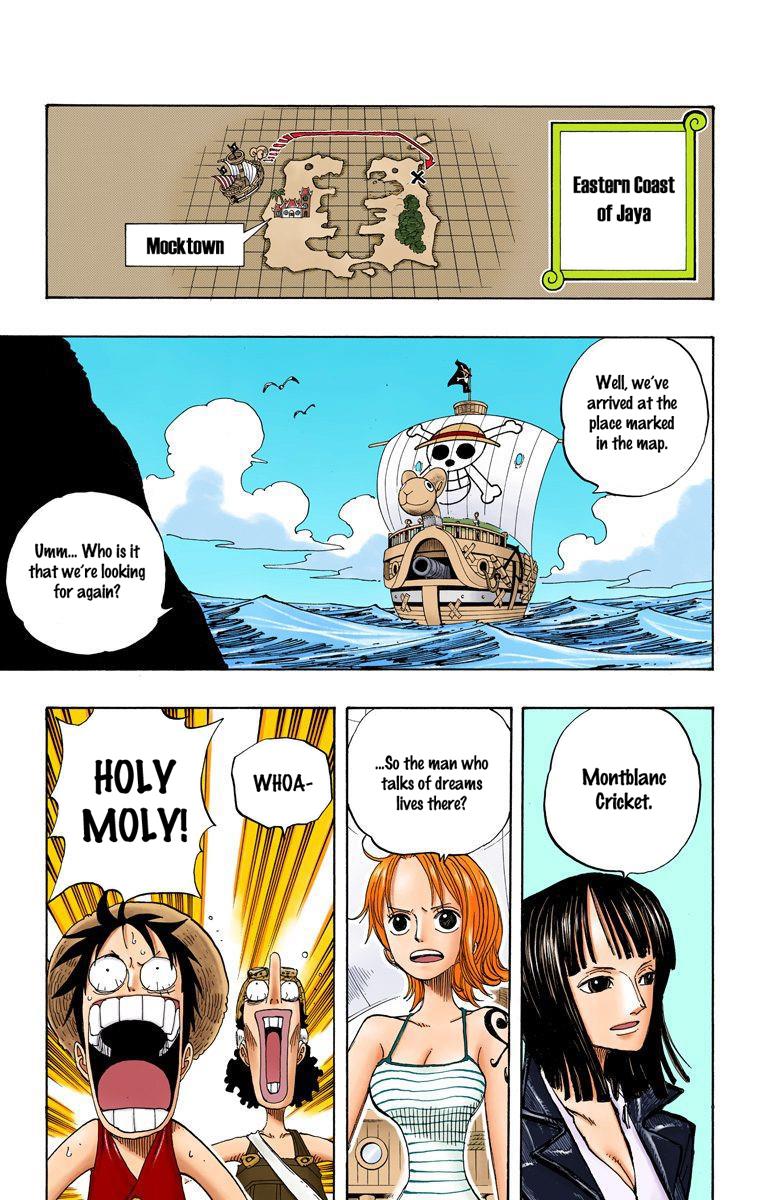 Eastern Coast
of Jaya
Mocktown
Well, we've
arrived at the
place marked
in the map.
Umm... Who is it
that we're looking
for again?
Montblanc
Cricket.
...So the man who
talks of dreams
lives there?
WHOA-
HOLY
MOLY!